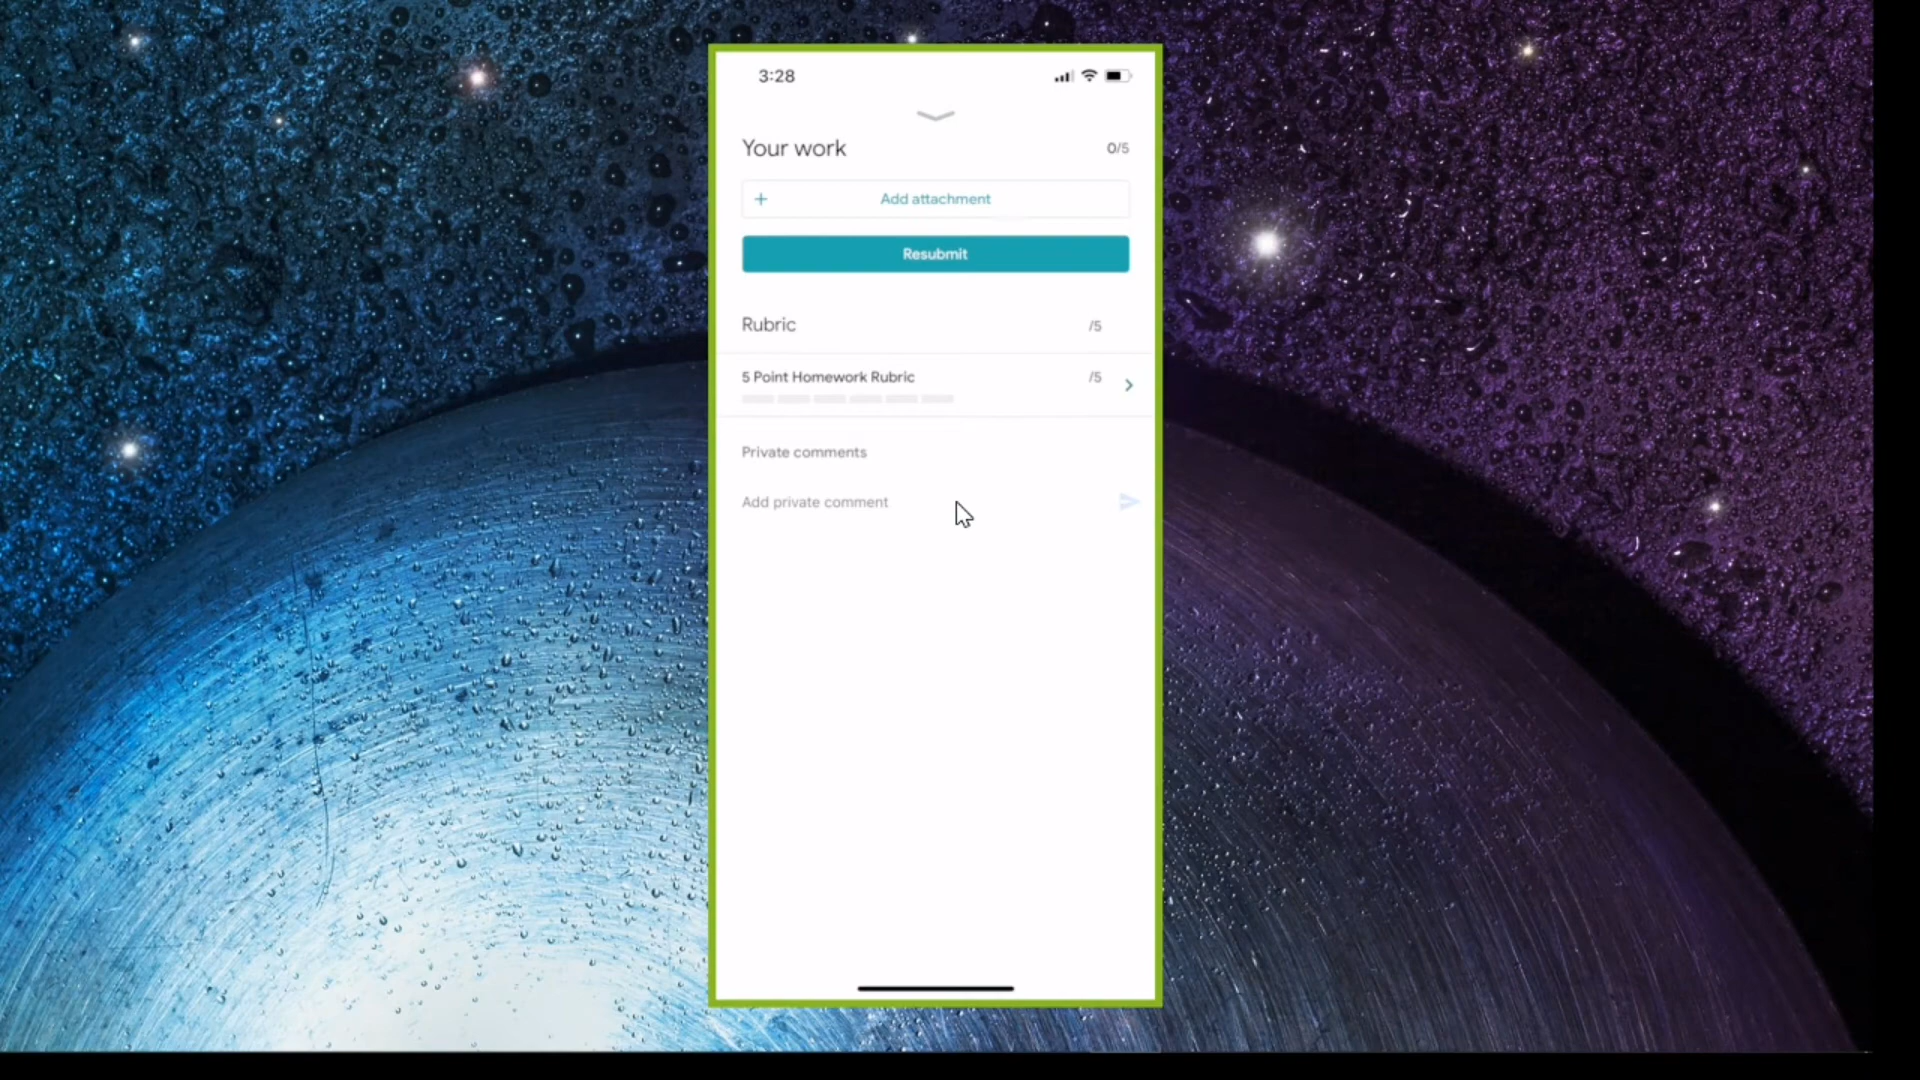 3:28
Your work 0/5
+ Add attachment
Resubmit
Rubric /5
5 Point Homework Rubric /5
Private comments
Add private comment